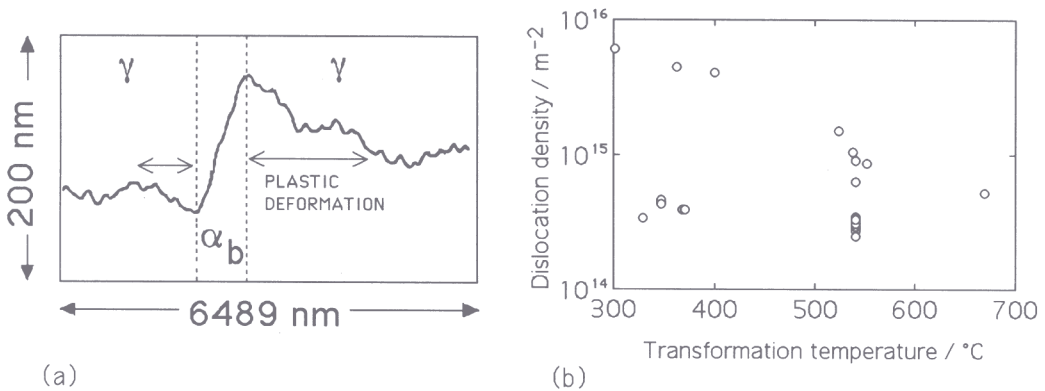 γ
γ
200 nm
PLASTIC
DEFORMATION
α_b
6489 nm
(a)
(b)
10^16
10^15
10^14
Dislocation density / m^-2
300 400 500 600 700
Transformation temperature / °C